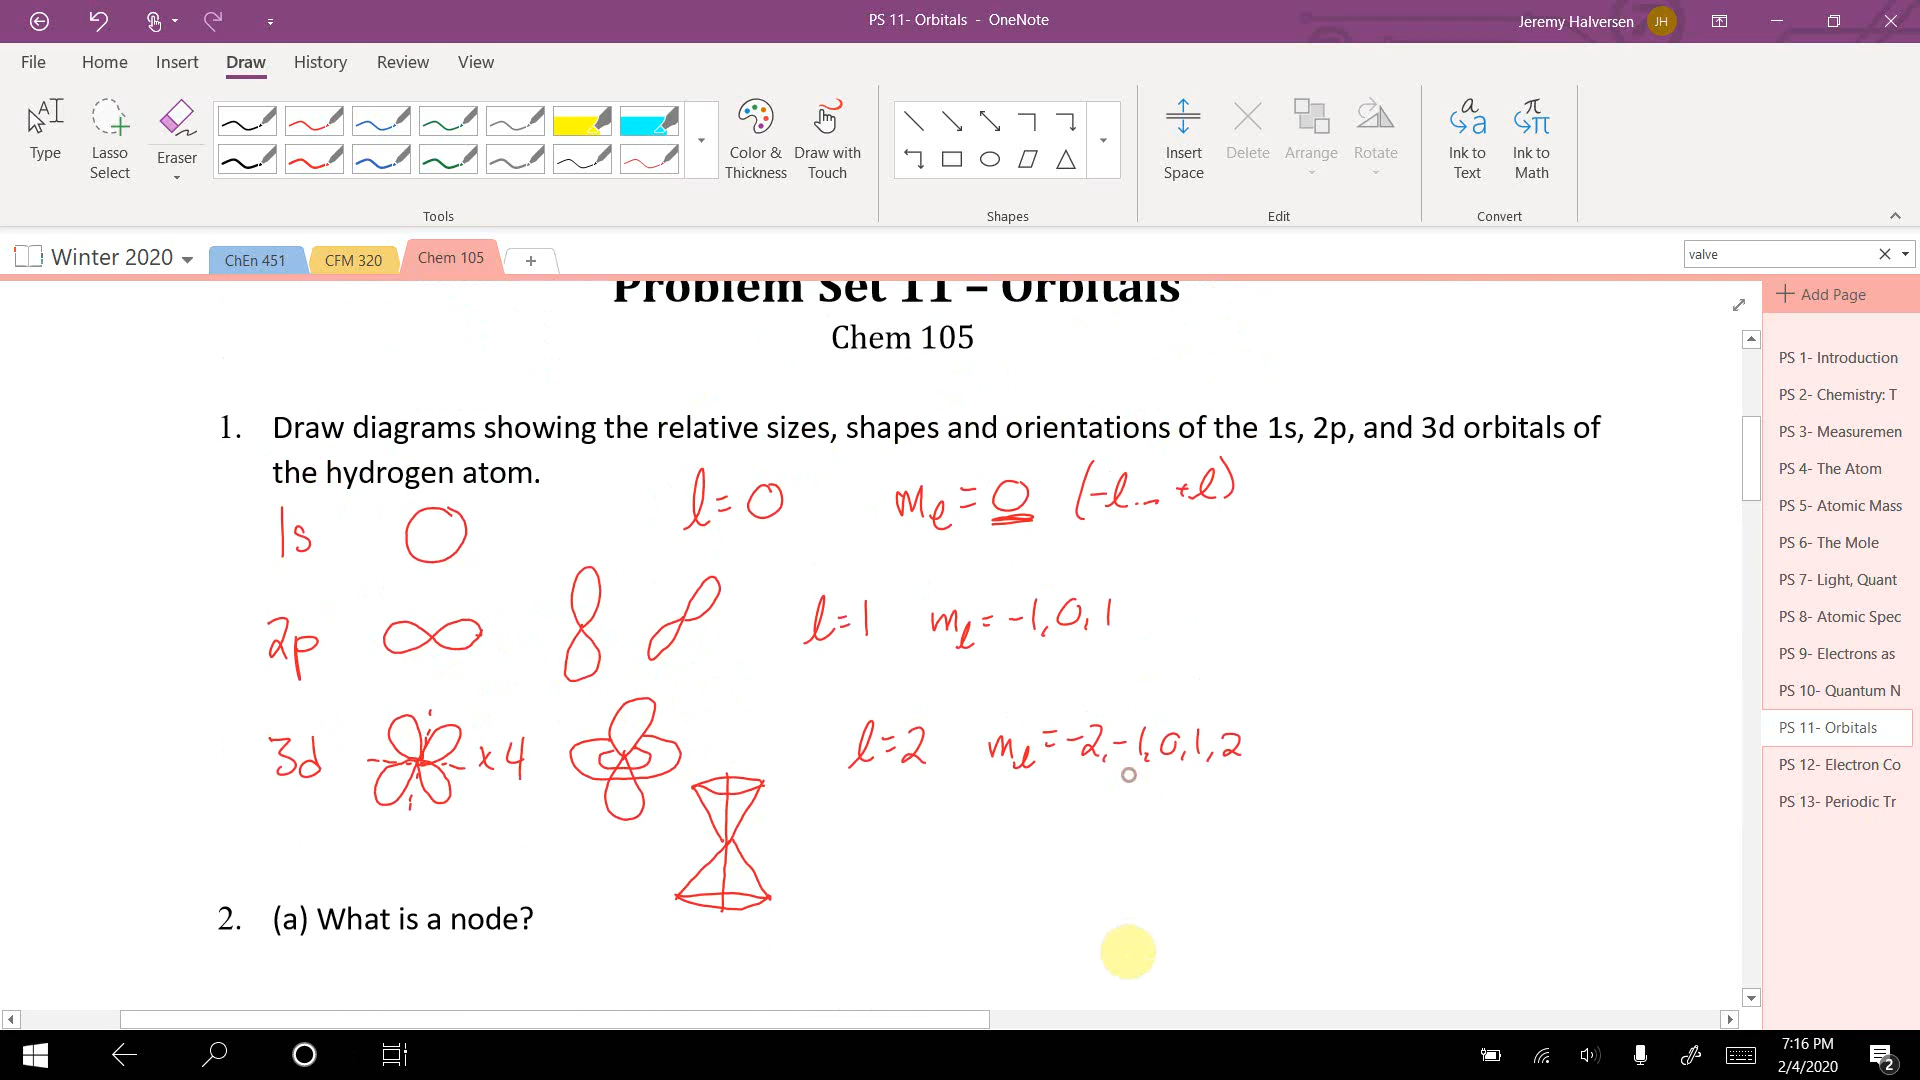 PS 11- Orbitals - OneNote
Jeremy Halversen
JH
File Home Insert Draw History Review View
Type
Lasso Select
Eraser
Color & Thickness
Draw with Touch
Insert Space
Delete
Arrange
Rotate
Ink to Text
Ink to Math
Tools
Shapes
Edit
Convert
Winter 2020
ChEn 451
CFM 320
Chem 105
valve
Problem Set 11 – Orbitals
Chem 105
1. Draw diagrams showing the relative sizes, shapes and orientations of the 1s, 2p, and 3d orbitals of
the hydrogen atom.
l = 0 mℓ = 0 (-l... +l)
1s
2p l=1 mℓ = -1, 0, 1
3d x 4 l=2 mℓ = -2, -1, 0, 1, 2
2. (a) What is a node?
Add Page
PS 1- Introduction
PS 2- Chemistry: T
PS 3- Measuremen
PS 4- The Atom
PS 5- Atomic Mass
PS 6- The Mole
PS 7- Light, Quant
PS 8- Atomic Spec
PS 9- Electrons as
PS 10- Quantum N
PS 11- Orbitals
PS 12- Electron Co
PS 13- Periodic Tr
7:16 PM
2/4/2020
2